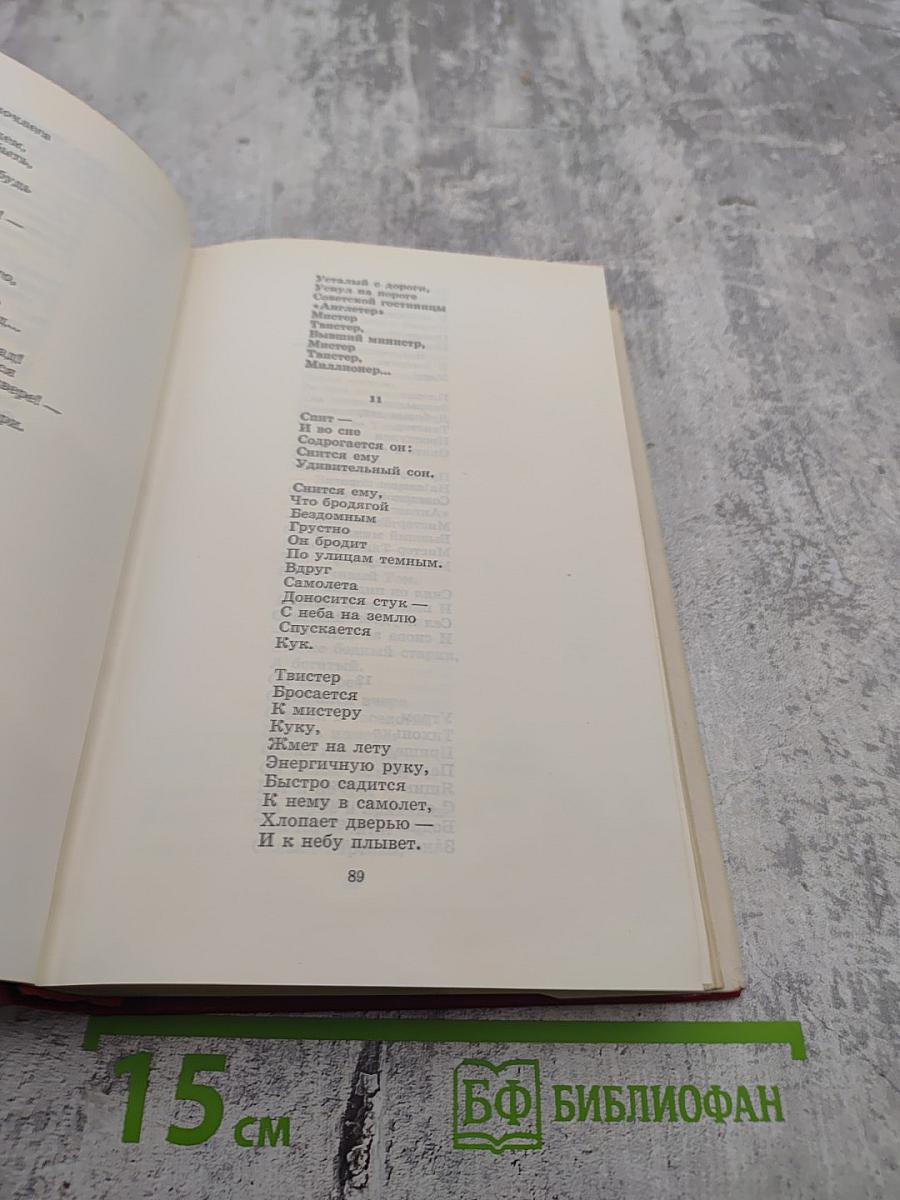 Усталый с дороги,
Уснул на пороге
Советской гостиницы
«Англетер»
Мистер
Твистер,
Бывший министр,
Мистер
Твистер,
Миллионер...
11
Спит —
И во сне
Содрогается он:
Снится ему
Удивительный сон.
Снится ему,
Что бродягой
Бездомным
Грустно
Он бродит
По улицам темным.
Вдруг
Самолета
Доносится стук —
С неба на землю
Спускается
Кук.
Твистер
Бросается
К мистеру
Куку,
Жмет на лету
Энергичную руку,
Быстро садится
К нему в самолет,
Хлопает дверью —
И к небу плывет.
89
15 см
БФ БИБЛИОФАН